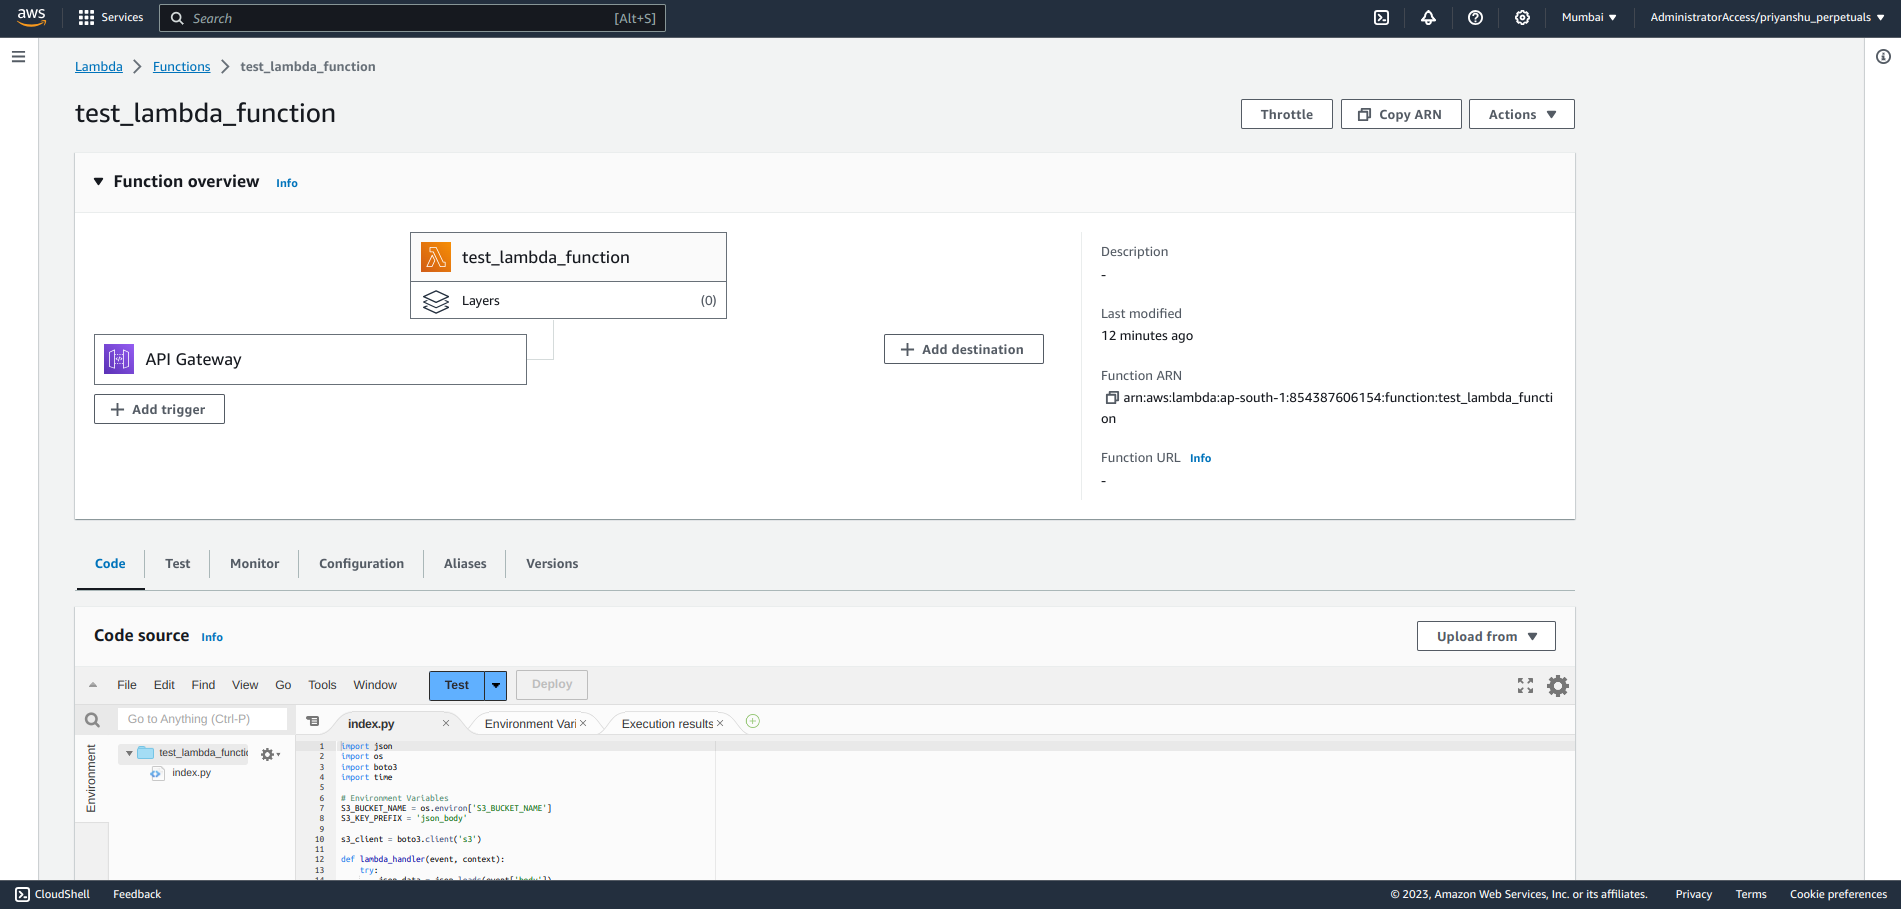 aws
Services
Search
[Alt+S]
Mumbai
AdministratorAccess/priyanshu_perpetuals
Lambda
Functions
test_lambda_function
test_lambda_function
Throttle
Copy ARN
Actions
Function overview
Info
test_lambda_function
Layers
(0)
API Gateway
Add trigger
Add destination
Description
-
Last modified
12 minutes ago
Function ARN
arn:aws:lambda:ap-south-1:854387606154:function:test_lambda_functi
on
Function URL
Info
-
Code
Test
Monitor
Configuration
Aliases
Versions
Code source
Info
Upload from
File
Edit
Find
View
Go
Tools
Window
Test
Deploy
Go to Anything (Ctrl-P)
index.py
Environment Vari
Execution results
Environment
test_lambda_functi
index.py
1 import json
2 import os
3 import boto3
4 import time
5
6 # Environment Variables
7 S3_BUCKET_NAME = os.environ['S3_BUCKET_NAME']
8 S3_KEY_PREFIX = 'json_body'
9
10 s3_client = boto3.client('s3')
11
12 def lambda_handler(event, context):
13 try:
14 json_data = json.loads(event['body'])
CloudShell
Feedback
© 2023, Amazon Web Services, Inc. or its affiliates.
Privacy
Terms
Cookie preferences